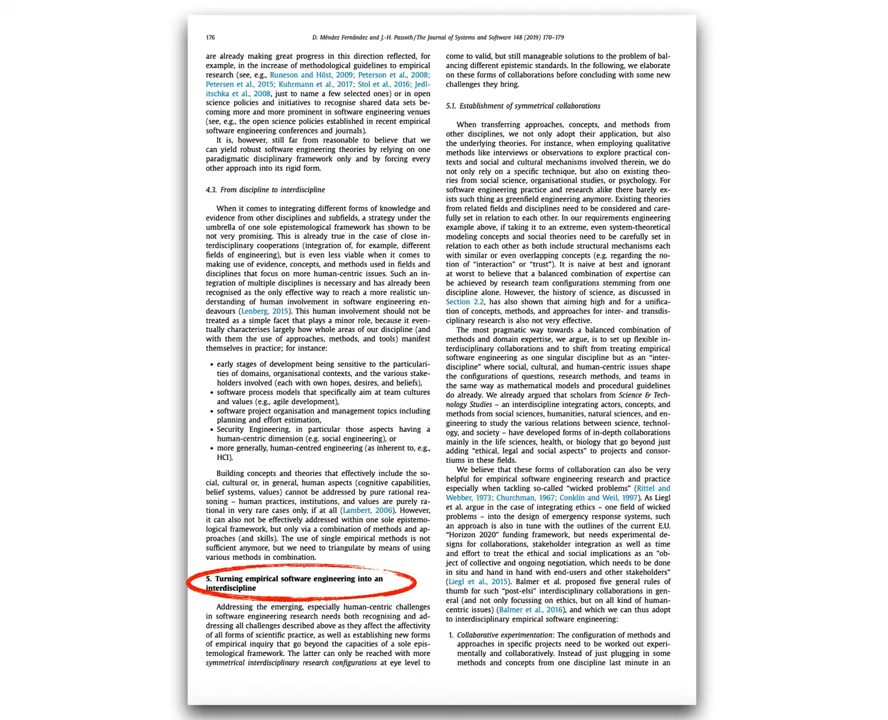 176
D. Méndez Fernández and J.-H. Passoth / The Journal of Systems and Software 148 (2019) 170–179
are already making great progress in this direction reflected, for
example, in the increase of methodological guidelines to empirical
research (see, e.g., Runeson and Höst, 2009; Peterson et al., 2008;
Petersen et al., 2015; Kuhrmann et al., 2017; Stol et al., 2016; Jedl-
itschka et al., 2008, just to name a few selected ones) or in open
science policies and initiatives to recognise shared data sets be-
coming more and more prominent in software engineering venues
(see, e.g., the open science policies established in recent empirical
software engineering conferences and journals).
It is, however, still far from reasonable to believe that we
can yield robust software engineering theories by relying on one
paradigmatic disciplinary framework only and by forcing every
other approach into its rigid form.
4.3. From discipline to interdiscipline
When it comes to integrating different forms of knowledge and
evidence from other disciplines and subfields, a strategy under the
umbrella of one sole epistemological framework has shown to be
not very promising. This is already true in the case of close in-
terdisciplinary cooperations (integration of, for example, different
fields of engineering), but is even less viable when it comes to
making use of evidence, concepts, and methods used in fields and
disciplines that focus on more human-centric issues. Such an in-
tegration of multiple disciplines is necessary and has already been
recognised as the only effective way to reach a more realistic un-
derstanding of human involvement in software engineering en-
deavours (Lenberg, 2015). This human involvement should not be
treated as a simple facet that plays a minor role, because it even-
tually characterises largely how whole areas of our discipline (and
with them the use of approaches, methods, and tools) manifest
themselves in practice; for instance:
• early stages of development being sensitive to the particulari-
ties of domains, organisational contexts, and the various stake-
holders involved (each with own hopes, desires, and beliefs),
• software process models that specifically aim at team cultures
and values (e.g., agile development),
• software project organisation and management topics including
planning and effort estimation,
• Security Engineering, in particular those aspects having a
human-centric dimension (e.g. social engineering), or
• more generally, human-centred engineering (as inherent to, e.g.,
HCI).
Building concepts and theories that effectively include the so-
cial, cultural or, in general, human aspects (cognitive capabilities,
belief systems, values) cannot be addressed by pure rational rea-
soning – human practices, institutions, and values are purely ra-
tional in very rare cases only, if at all (Lambert, 2006). However,
it can also not be effectively addressed within one sole epistemo-
logical framework, but only via a combination of methods and ap-
proaches (and skills). The use of single empirical methods is not
sufficient anymore, but we need to triangulate by means of using
various methods in combination.
5. Turning empirical software engineering into an
interdiscipline
Addressing the emerging, especially human-centric challenges
in software engineering research needs both recognising and ad-
dressing all challenges described above as they affect the affectivity
of all forms of scientific practice, as well as establishing new forms
of empirical inquiry that go beyond the capacities of a sole epis-
temological framework. The latter can only be reached with more
symmetrical interdisciplinary research configurations at eye level to
come to valid, but still manageable solutions to the problem of bal-
ancing different epistemic standards. In the following, we elaborate
on these forms of collaborations before concluding with some new
challenges they bring.
5.1. Establishment of symmetrical collaborations
When transferring approaches, concepts, and methods from
other disciplines, we not only adopt their application, but also
the underlying theories. For instance, when employing qualitative
methods like interviews or observations to explore practical con-
texts and social and cultural mechanisms involved therein, we do
not only rely on a specific technique, but also on existing theo-
ries from social science, organisational studies, or psychology. For
software engineering practice and research alike there barely ex-
ists such thing as greenfield engineering anymore. Existing theories
from related fields and disciplines need to be considered and care-
fully set in relation to each other. In our requirements engineering
example above, if taking it to an extreme, even system-theoretical
modeling concepts and social theories need to be carefully set in
relation to each other as both include structural mechanisms each
with similar or even overlapping concepts (e.g. regarding the no-
tion of "interaction" or "trust"). It is naive at best and ignorant
at worst to believe that a balanced combination of expertise can
be achieved by research team configurations stemming from one
discipline alone. However, the history of science, as discussed in
Section 2.2, has also shown that aiming high and for a unifica-
tion of concepts, methods, and approaches for inter- and transdis-
ciplinary research is also not very effective.
The most pragmatic way towards a balanced combination of
methods and domain expertise, we argue, is to set up flexible in-
terdisciplinary collaborations and to shift from treating empirical
software engineering as one singular discipline but as an "inter-
discipline" where social, cultural, and human-centric issues shape
the configurations of questions, research methods, and teams in
the same way as mathematical models and procedural guidelines
do already. We already argued that scholars from Science & Tech-
nology Studies – an interdiscipline integrating actors, concepts, and
methods from social sciences, humanities, natural sciences, and en-
gineering to study the various relations between science, technol-
ogy, and society – have developed forms of in-depth collaborations
mainly in the life sciences, health, or biology that go beyond just
adding "ethical, legal and social aspects" to projects and consor-
tiums in these fields.
We believe that these forms of collaboration can also be very
helpful for empirical software engineering research and practice
especially when tackling so-called "wicked problems" (Rittel and
Webber, 1973; Churchman, 1967; Conklin and Weil, 1997). As Liegl
et al. argue in the case of integrating ethics – one field of wicked
problems – into the design of emergency response systems, such
an approach is also in tune with the outlines of the current E.U.
"Horizon 2020" funding framework, but needs experimental de-
signs for collaborations, stakeholder integration as well as time
and effort to treat the ethical and social implications as an "ob-
ject of collective and ongoing negotiation, which needs to be done
in situ and hand in hand with end-users and other stakeholders"
(Liegl et al., 2015). Balmer et al. proposed five general rules of
thumb for such "post-elsi" interdisciplinary collaborations in gen-
eral (and not only focussing on ethics, but on all kind of human-
centric issues) (Balmer et al., 2016), and which we can thus adopt
to interdisciplinary empirical software engineering:
1. Collaborative experimentation: The configuration of methods and
approaches in specific projects need to be worked out experi-
mentally and collaboratively. Instead of just plugging in some
methods and concepts from one discipline last minute in an